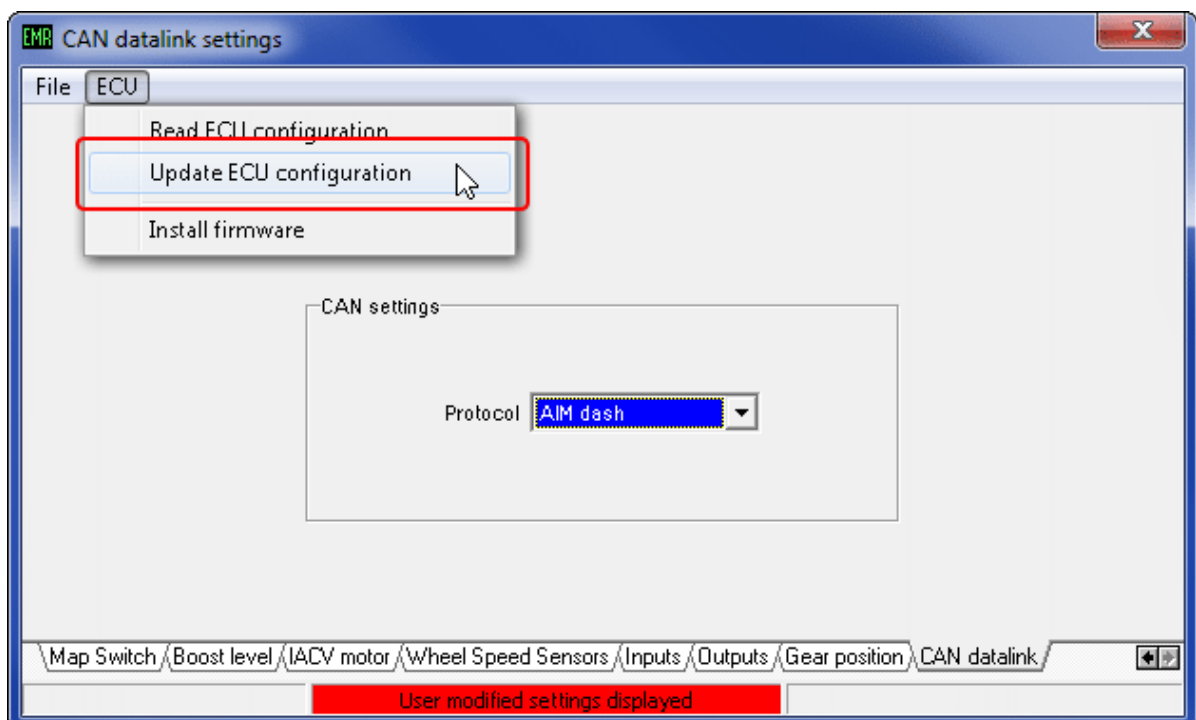 EMR CAN datalink settings
File ECU
Read ECU configuration
Update ECU configuration
Install firmware
CAN settings
Protocol AIM dash
Map Switch Boost level IACV motor Wheel Speed Sensors Inputs Outputs Gear position CAN datalink
User modified settings displayed